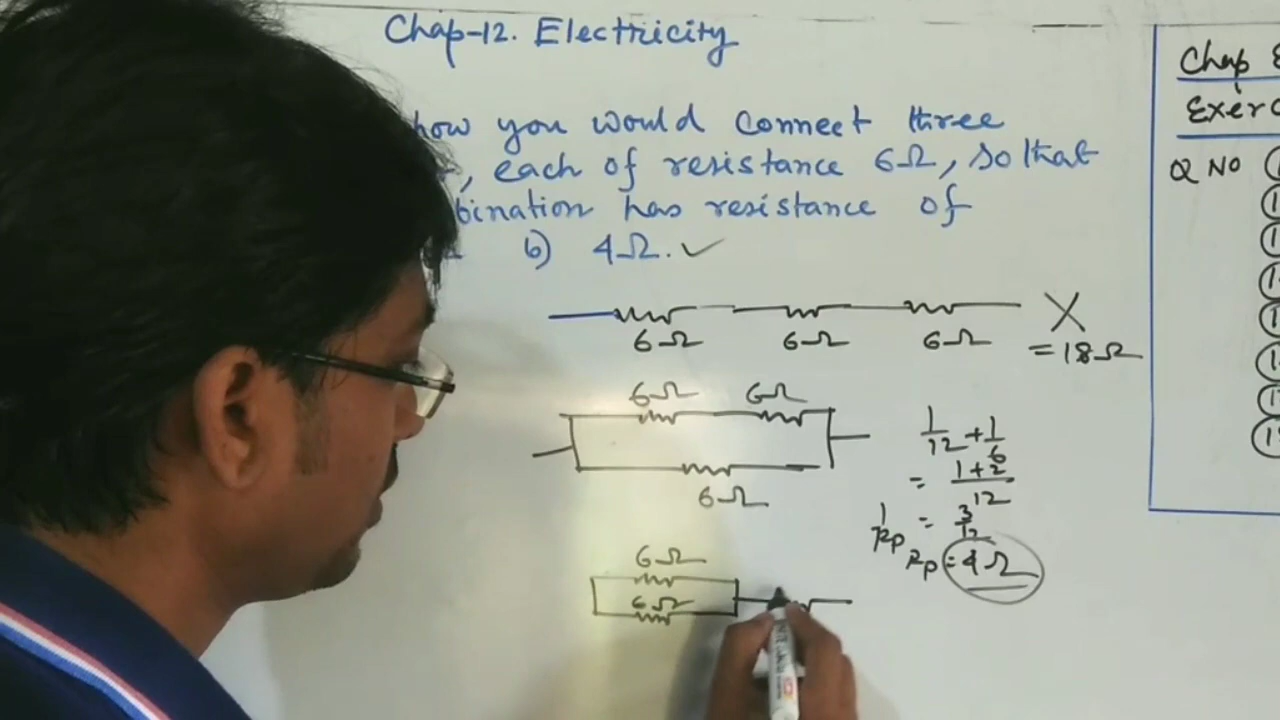 Chap-12. Electricity
how you would connect three
, each of resistance 6Ω, so that
bination has resistance of
b) 4Ω. ✓
6Ω 6Ω 6Ω X
= 18Ω
6Ω 6Ω
6Ω
1/12 + 1/6
= 1+2/12
1/Rp = 3/12
Rp = 4Ω
6Ω
6Ω
Chap 8
Exerc
Q NO